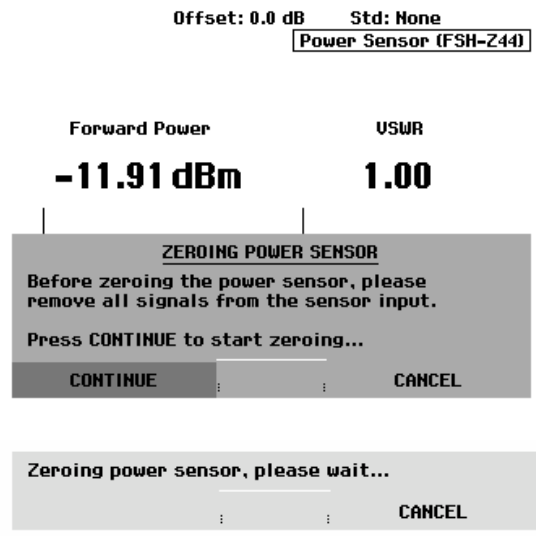 Offset: 0.0 dB Std: None
Power Sensor (FSH-Z44)
Forward Power VSWR
-11.91 dBm 1.00
ZEROING POWER SENSOR
Before zeroing the power sensor, please
remove all signals from the sensor input.
Press CONTINUE to start zeroing...
CONTINUE CANCEL
Zeroing power sensor, please wait...
CANCEL